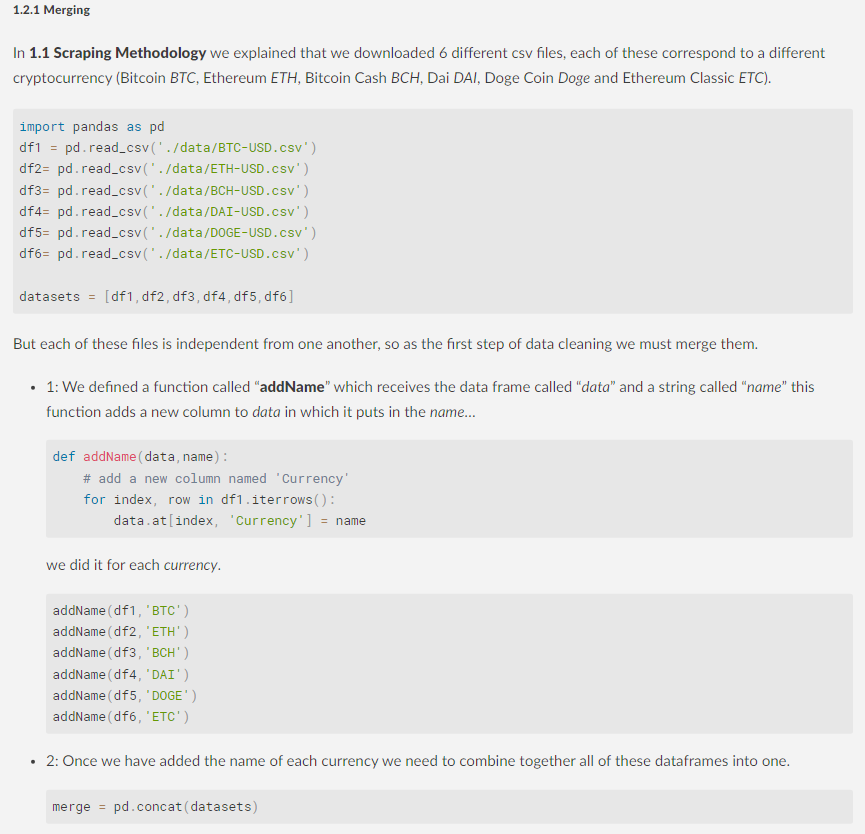 1.2.1 Merging
In 1.1 Scraping Methodology we explained that we downloaded 6 different csv files, each of these correspond to a different
cryptocurrency (Bitcoin BTC, Ethereum ETH, Bitcoin Cash BCH, Dai DAI, Doge Coin Doge and Ethereum Classic ETC).
import pandas as pd
df1 = pd.read_csv('./data/BTC-USD.csv')
df2= pd.read_csv('./data/ETH-USD.csv')
df3= pd.read_csv('./data/BCH-USD.csv')
df4= pd.read_csv('./data/DAI-USD.csv')
df5= pd.read_csv('./data/DOGE-USD.csv')
df6= pd.read_csv('./data/ETC-USD.csv')
datasets = [df1,df2,df3,df4,df5,df6]
But each of these files is independent from one another, so as the first step of data cleaning we must merge them.
• 1: We defined a function called “addName” which receives the data frame called “data” and a string called “name” this
function adds a new column to data in which it puts in the name…
def addName(data,name):
    # add a new column named 'Currency'
    for index, row in df1.iterrows():
        data.at[index, 'Currency'] = name
we did it for each currency.
addName(df1,'BTC')
addName(df2,'ETH')
addName(df3,'BCH')
addName(df4,'DAI')
addName(df5,'DOGE')
addName(df6,'ETC')
• 2: Once we have added the name of each currency we need to combine together all of these dataframes into one.
merge = pd.concat(datasets)